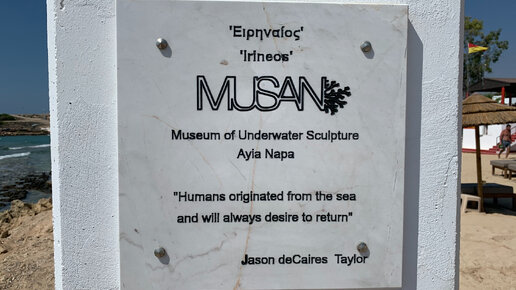 'Ειρηναίος'
'Irineos'
MUSAN
Museum of Underwater Sculpture
Ayia Napa
"Humans originated from the sea
and will always desire to return"
Jason deCaires Taylor